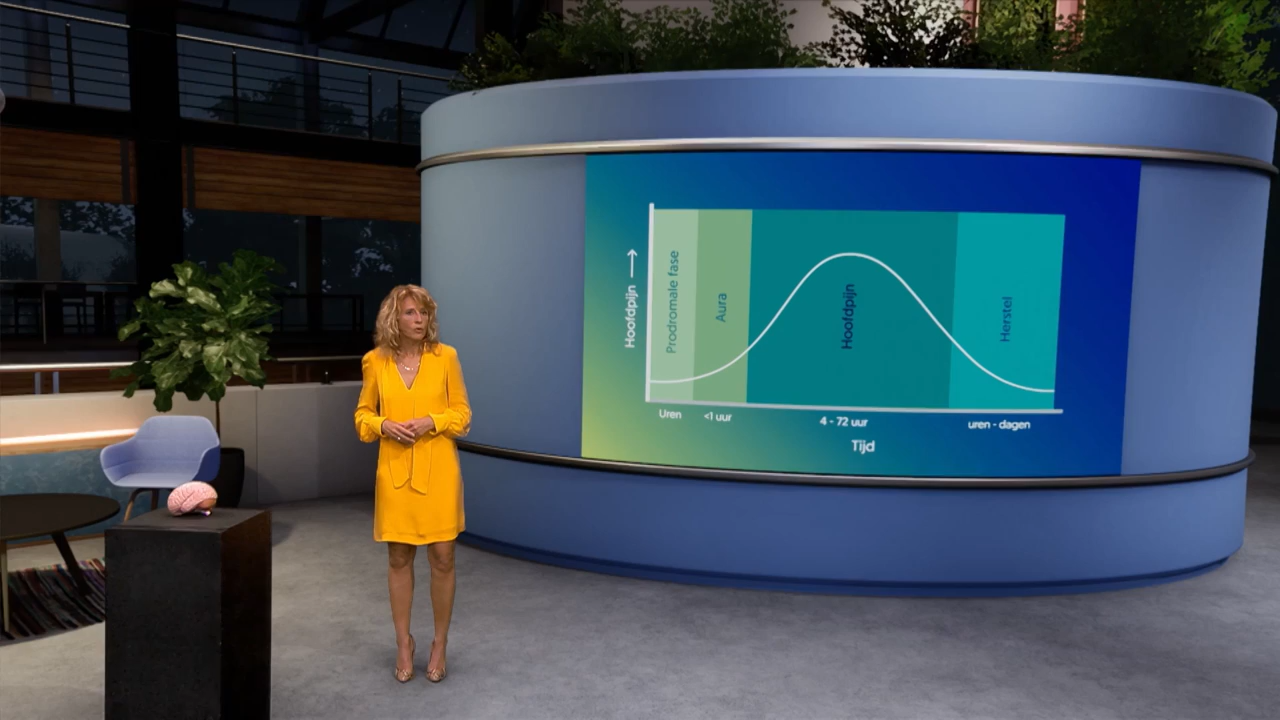 Hoofdpijn
Prodromale fase
Aura
Hoofdpijn
Herstel
Uren
<1 uur
4 - 72 uur
uren - dagen
Tijd